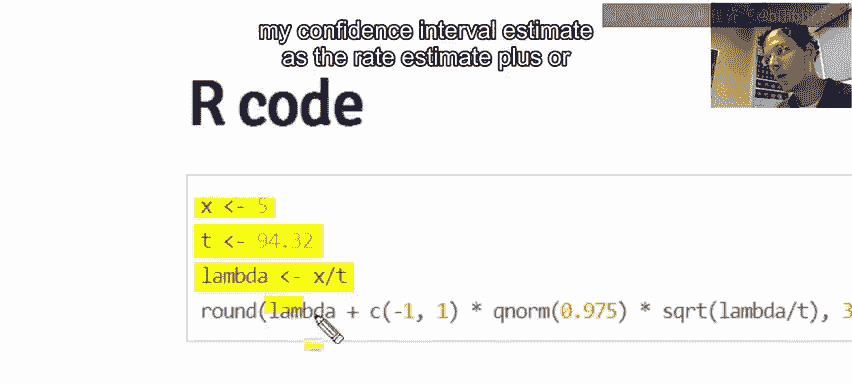 my confidence interval estimate
as the rate estimate plus or
R code
x <- 5
t <- 94.32
lambda <- x/t
round(lambda + c(-1, 1) * qnorm(0.975) * sqrt(lambda/t), 3